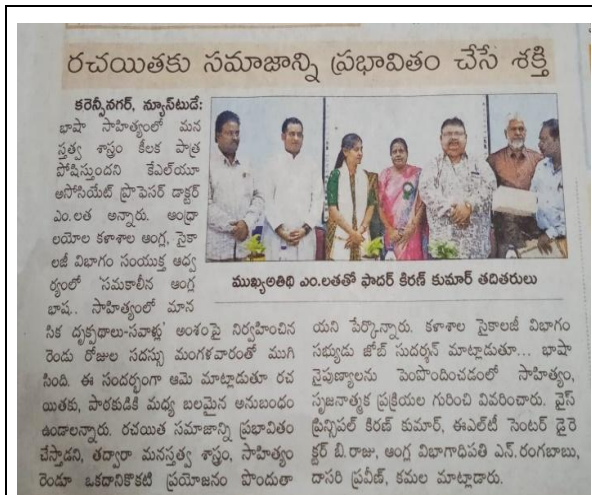 రచయితకు సమాజాన్ని ప్రభావితం చేసే శక్తి
కరెన్సీనగర్, న్యూస్‌టుడే:
భాషా సాహిత్యంలో మన
స్తత్వ శాస్త్రం కీలక పాత్ర
పోషిస్తుందని కేఎల్‌యూ
అసోసియేట్ ప్రొఫెసర్ డాక్టర్
ఎం.లత అన్నారు. ఆంధ్రా
లయోల కళాశాల ఆంగ్ల, సైకా
లజీ విభాగం సంయుక్త ఆధ్వ
ర్యంలో 'సమకాలీన ఆంగ్ల
భాష.. సాహిత్యంలో మాన
సిక దృక్పథాలు-సవాళ్లు' అంశంపై నిర్వహించిన
రెండు రోజుల సదస్సు మంగళవారంతో ముగి
సింది. ఈ సందర్భంగా ఆమె మాట్లాడుతూ రచ
యితకు, పాఠకుడికి మధ్య బలమైన అనుబంధం
ఉండాలన్నారు. రచయిత సమాజాన్ని ప్రభావితం
చేస్తాడని, తద్వారా మనస్తత్వ శాస్త్రం, సాహిత్యం
రెండూ ఒకదానికొకటి ప్రయోజనం పొందుతా
ముఖ్యఅతిథి ఎం.లతతో ఫాదర్ కిరణ్ కుమార్ తదితరులు
యని పేర్కొన్నారు. కళాశాల సైకాలజీ విభాగం
సభ్యుడు జోబ్ సుదర్శన్ మాట్లాడుతూ... భాషా
నైపుణ్యాలను పెంపొందించడంలో సాహిత్యం,
సృజనాత్మక ప్రక్రియల గురించి వివరించారు. వైస్
ప్రిన్సిపల్ కిరణ్ కుమార్, ఈఎల్‌టీ సెంటర్ డైరె
క్టర్ బి.రాజు, ఆంగ్ల విభాగాధిపతి ఎన్.రంగబాబు,
దాసరి ప్రవీణ్, కమల మాట్లాడారు.